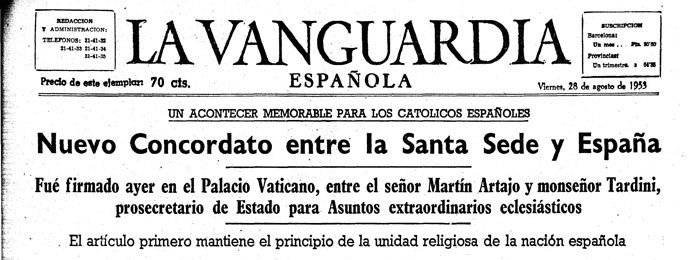 REDACCION
Y ADMINISTRACION:
TELEFONOS: 21-41-32
21-41-33 21-41-34
21-41-35
LA VANGUARDIA
ESPAÑOLA
SUSCRIPCION
Barcelona:
Un mes... Pta.
Provincias:
Un trimestre.
Precio de este ejemplar: 70 cts.
Viernes, 28 de agosto de 1953
UN ACONTECER MEMORABLE PARA LOS CATOLICOS ESPAÑOLES
Nuevo Concordato entre la Santa Sede y España
Fué firmado ayer en el Palacio Vaticano, entre el señor Martín Artajo y monseñor Tardini,
prosecretario de Estado para Asuntos extraordinarios eclesiásticos
El artículo primero mantiene el principio de la unidad religiosa de la nación española